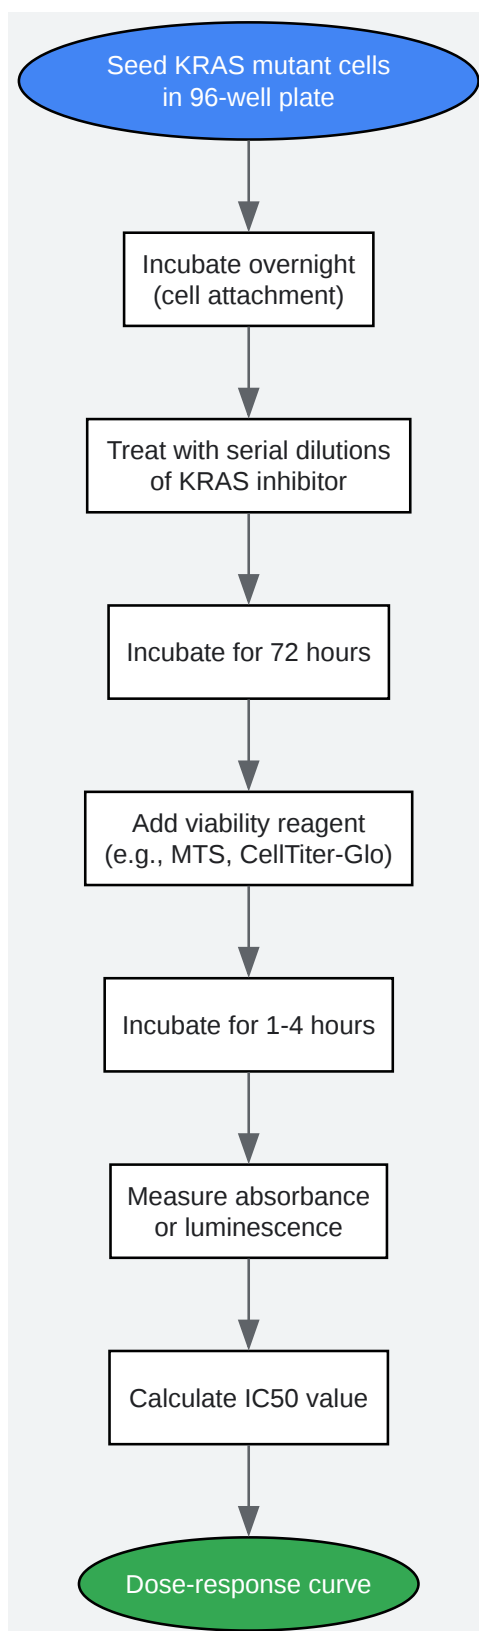 Seed KRAS mutant cells
in 96-well plate
Incubate overnight
(cell attachment)
Treat with serial dilutions
of KRAS inhibitor
Incubate for 72 hours
Add viability reagent
(e.g., MTS, CellTiter-Glo)
Incubate for 1-4 hours
Measure absorbance
or luminescence
Calculate IC50 value
Dose-response curve